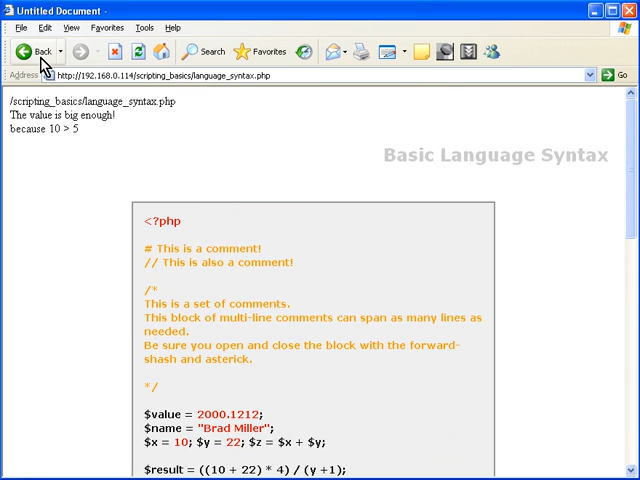 Untitled Document -
File Edit View Favorites Tools Help
Back Search Favorites
Address http://192.168.0.114/scripting_basics/language_syntax.php Go
/scripting_basics/language_syntax.php
The value is big enough!
because 10 > 5
Basic Language Syntax
<?php
# This is a comment!
// This is also a comment!
/*
This is a set of comments.
This block of multi-line comments can span as many lines as
needed.
Be sure you open and close the block with the forward-
shash and asterick.
*/
$value = 2000.1212;
$name = "Brad Miller";
$x = 10; $y = 22; $z = $x + $y;
$result = ((10 + 22) * 4) / (y +1);